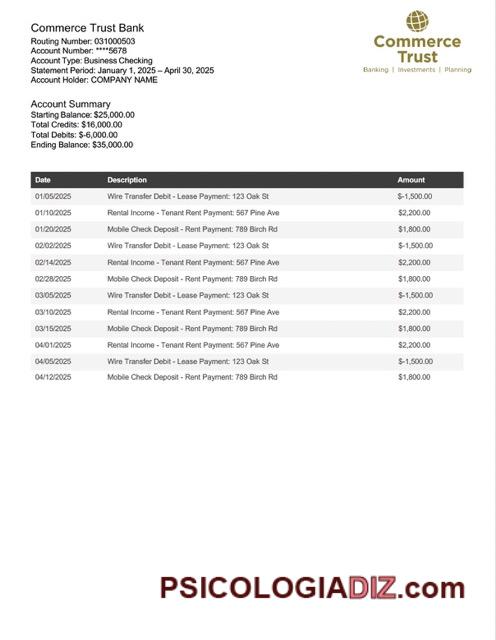 Commerce Trust Bank
Routing Number: 031000503
Account Number: ****5678
Account Type: Business Checking
Statement Period: January 1, 2025 – April 30, 2025
Account Holder: COMPANY NAME
Commerce
Trust
Banking | Investments | Planning
Account Summary
Starting Balance: $25,000.00
Total Credits: $16,000.00
Total Debits: $-6,000.00
Ending Balance: $35,000.00
Date Description Amount
01/05/2025 Wire Transfer Debit - Lease Payment: 123 Oak St $-1,500.00
01/10/2025 Rental Income - Tenant Rent Payment: 567 Pine Ave $2,200.00
01/20/2025 Mobile Check Deposit - Rent Payment: 789 Birch Rd $1,800.00
02/02/2025 Wire Transfer Debit - Lease Payment: 123 Oak St $-1,500.00
02/14/2025 Rental Income - Tenant Rent Payment: 567 Pine Ave $2,200.00
02/28/2025 Mobile Check Deposit - Rent Payment: 789 Birch Rd $1,800.00
03/05/2025 Wire Transfer Debit - Lease Payment: 123 Oak St $-1,500.00
03/10/2025 Rental Income - Tenant Rent Payment: 567 Pine Ave $2,200.00
03/15/2025 Mobile Check Deposit - Rent Payment: 789 Birch Rd $1,800.00
04/01/2025 Rental Income - Tenant Rent Payment: 567 Pine Ave $2,200.00
04/05/2025 Wire Transfer Debit - Lease Payment: 123 Oak St $-1,500.00
04/12/2025 Mobile Check Deposit - Rent Payment: 789 Birch Rd $1,800.00
PSICOLOGIADIZ.com